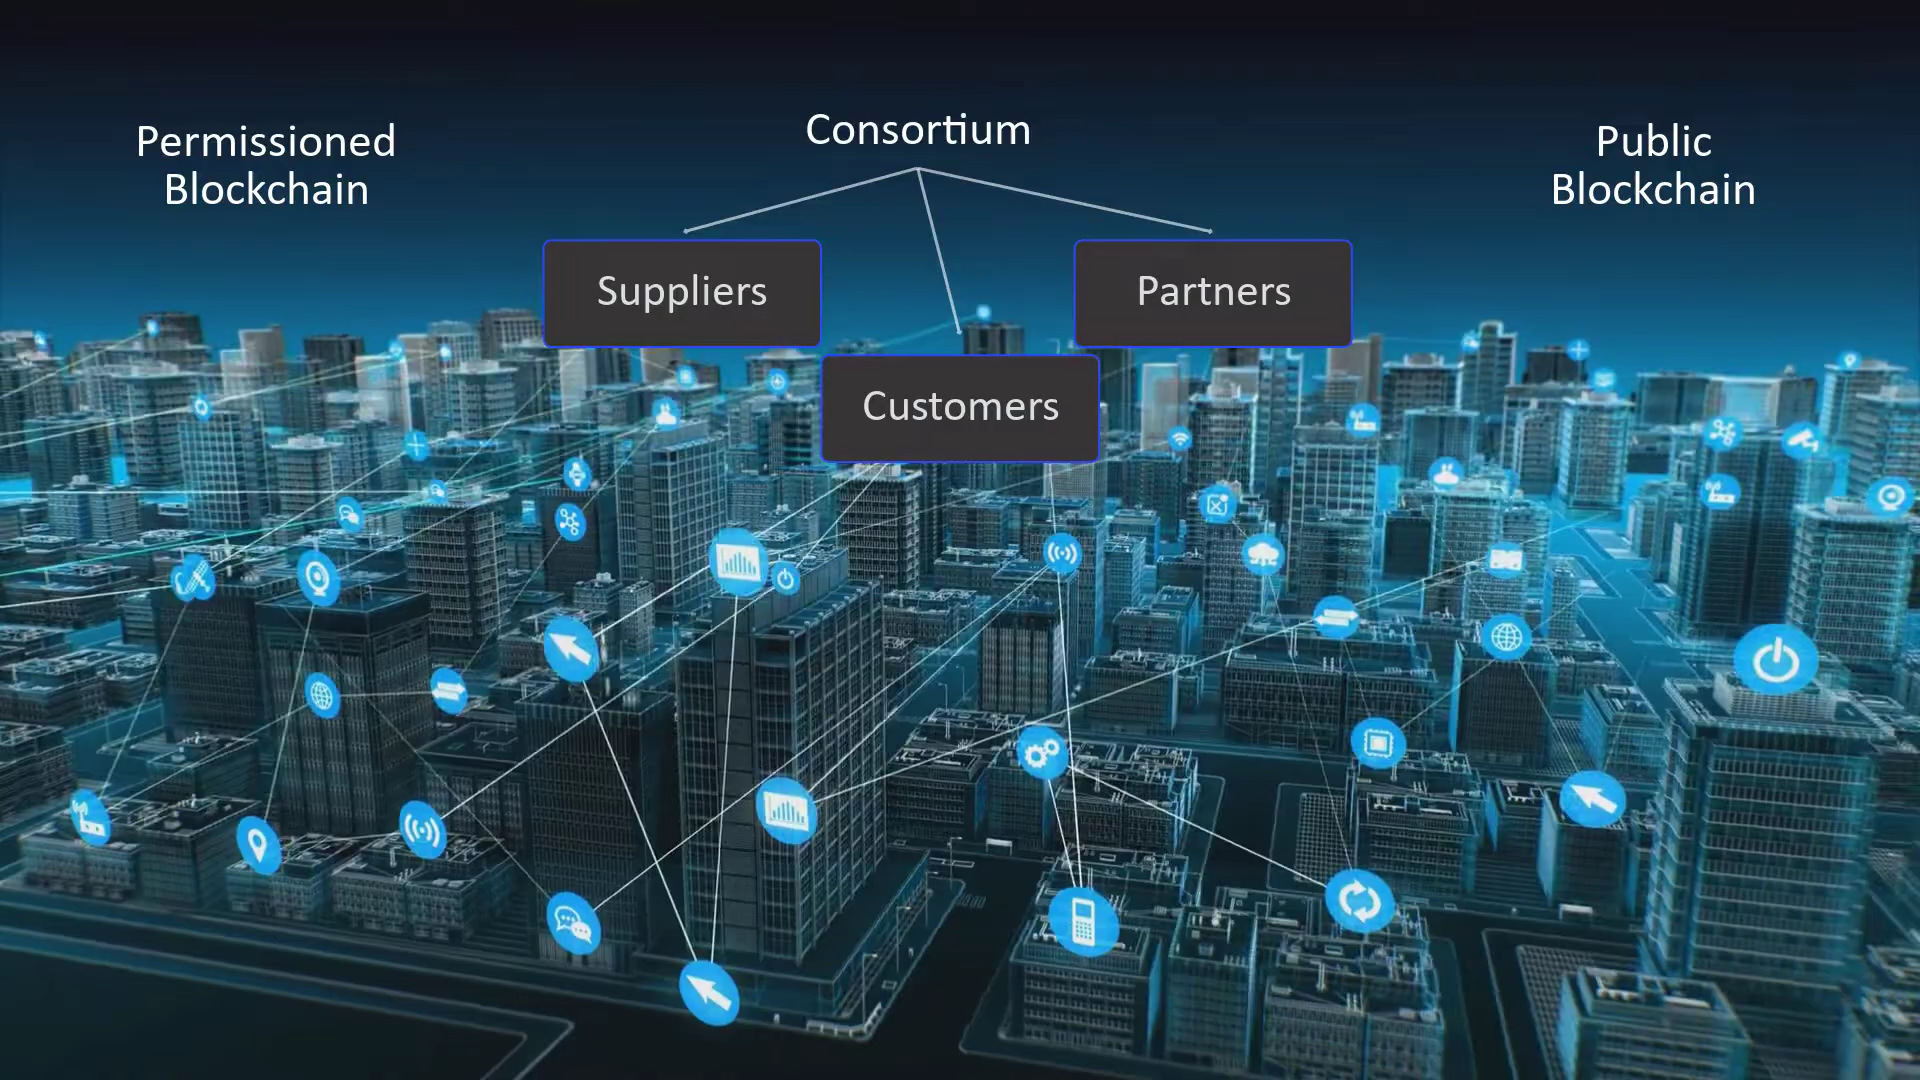 Permissioned
Blockchain
Consortium
Public
Blockchain
Suppliers
Partners
Customers